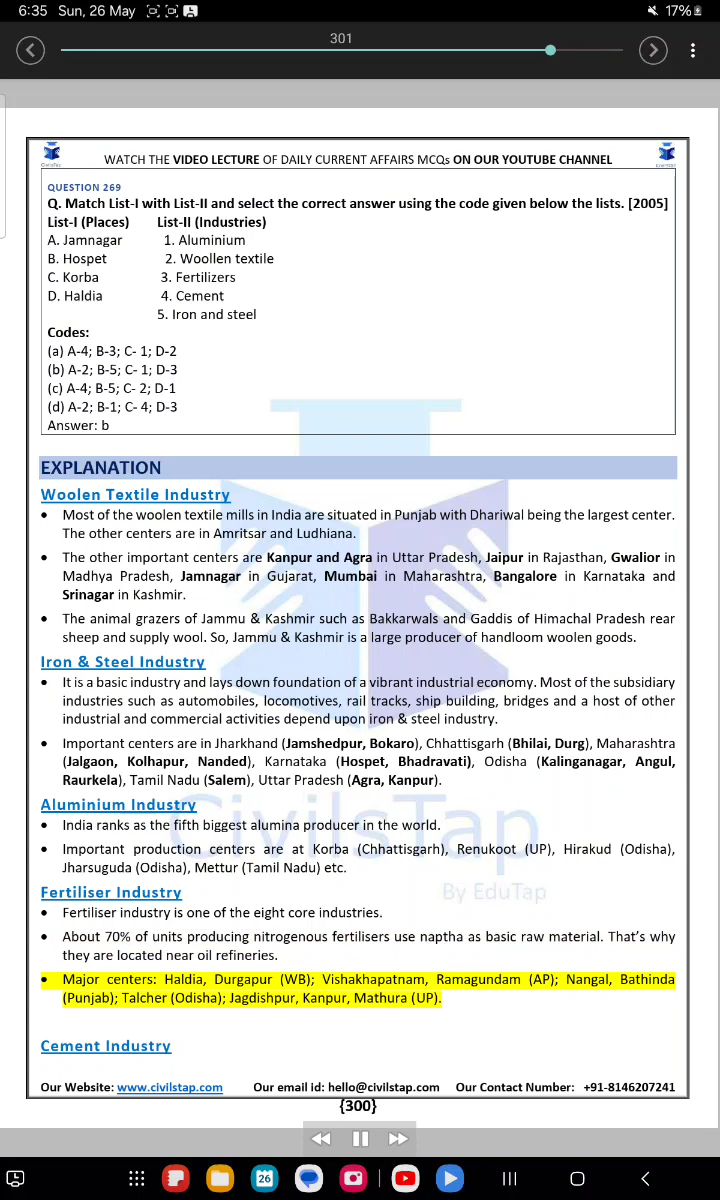 6:35 Sun, 26 May
17%
301
WATCH THE VIDEO LECTURE OF DAILY CURRENT AFFAIRS MCQs ON OUR YOUTUBE CHANNEL
QUESTION 269
Q. Match List-I with List-II and select the correct answer using the code given below the lists. [2005]
List-I (Places) List-II (Industries)
A. Jamnagar 1. Aluminium
B. Hospet 2. Woollen textile
C. Korba 3. Fertilizers
D. Haldia 4. Cement
5. Iron and steel
Codes:
(a) A-4; B-3; C- 1; D-2
(b) A-2; B-5; C- 1; D-3
(c) A-4; B-5; C- 2; D-1
(d) A-2; B-1; C- 4; D-3
Answer: b
EXPLANATION
Woolen Textile Industry
• Most of the woolen textile mills in India are situated in Punjab with Dhariwal being the largest center.
The other centers are in Amritsar and Ludhiana.
• The other important centers are Kanpur and Agra in Uttar Pradesh, Jaipur in Rajasthan, Gwalior in
Madhya Pradesh, Jamnagar in Gujarat, Mumbai in Maharashtra, Bangalore in Karnataka and
Srinagar in Kashmir.
• The animal grazers of Jammu & Kashmir such as Bakkarwals and Gaddis of Himachal Pradesh rear
sheep and supply wool. So, Jammu & Kashmir is a large producer of handloom woolen goods.
Iron & Steel Industry
• It is a basic industry and lays down foundation of a vibrant industrial economy. Most of the subsidiary
industries such as automobiles, locomotives, rail tracks, ship building, bridges and a host of other
industrial and commercial activities depend upon iron & steel industry.
• Important centers are in Jharkhand (Jamshedpur, Bokaro), Chhattisgarh (Bhilai, Durg), Maharashtra
(Jalgaon, Kolhapur, Nanded), Karnataka (Hospet, Bhadravati), Odisha (Kalinganagar, Angul,
Raurkela), Tamil Nadu (Salem), Uttar Pradesh (Agra, Kanpur).
Aluminium Industry
• India ranks as the fifth biggest alumina producer in the world.
• Important production centers are at Korba (Chhattisgarh), Renukoot (UP), Hirakud (Odisha),
Jharsuguda (Odisha), Mettur (Tamil Nadu) etc.
CivilsTap
By EduTap
Fertiliser Industry
• Fertiliser industry is one of the eight core industries.
• About 70% of units producing nitrogenous fertilisers use naptha as basic raw material. That's why
they are located near oil refineries.
• Major centers: Haldia, Durgapur (WB); Vishakhapatnam, Ramagundam (AP); Nangal, Bathinda
(Punjab); Talcher (Odisha); Jagdishpur, Kanpur, Mathura (UP).
Cement Industry
Our Website: www.civilstap.com Our email id: hello@civilstap.com Our Contact Number: +91-8146207241
{300}
26